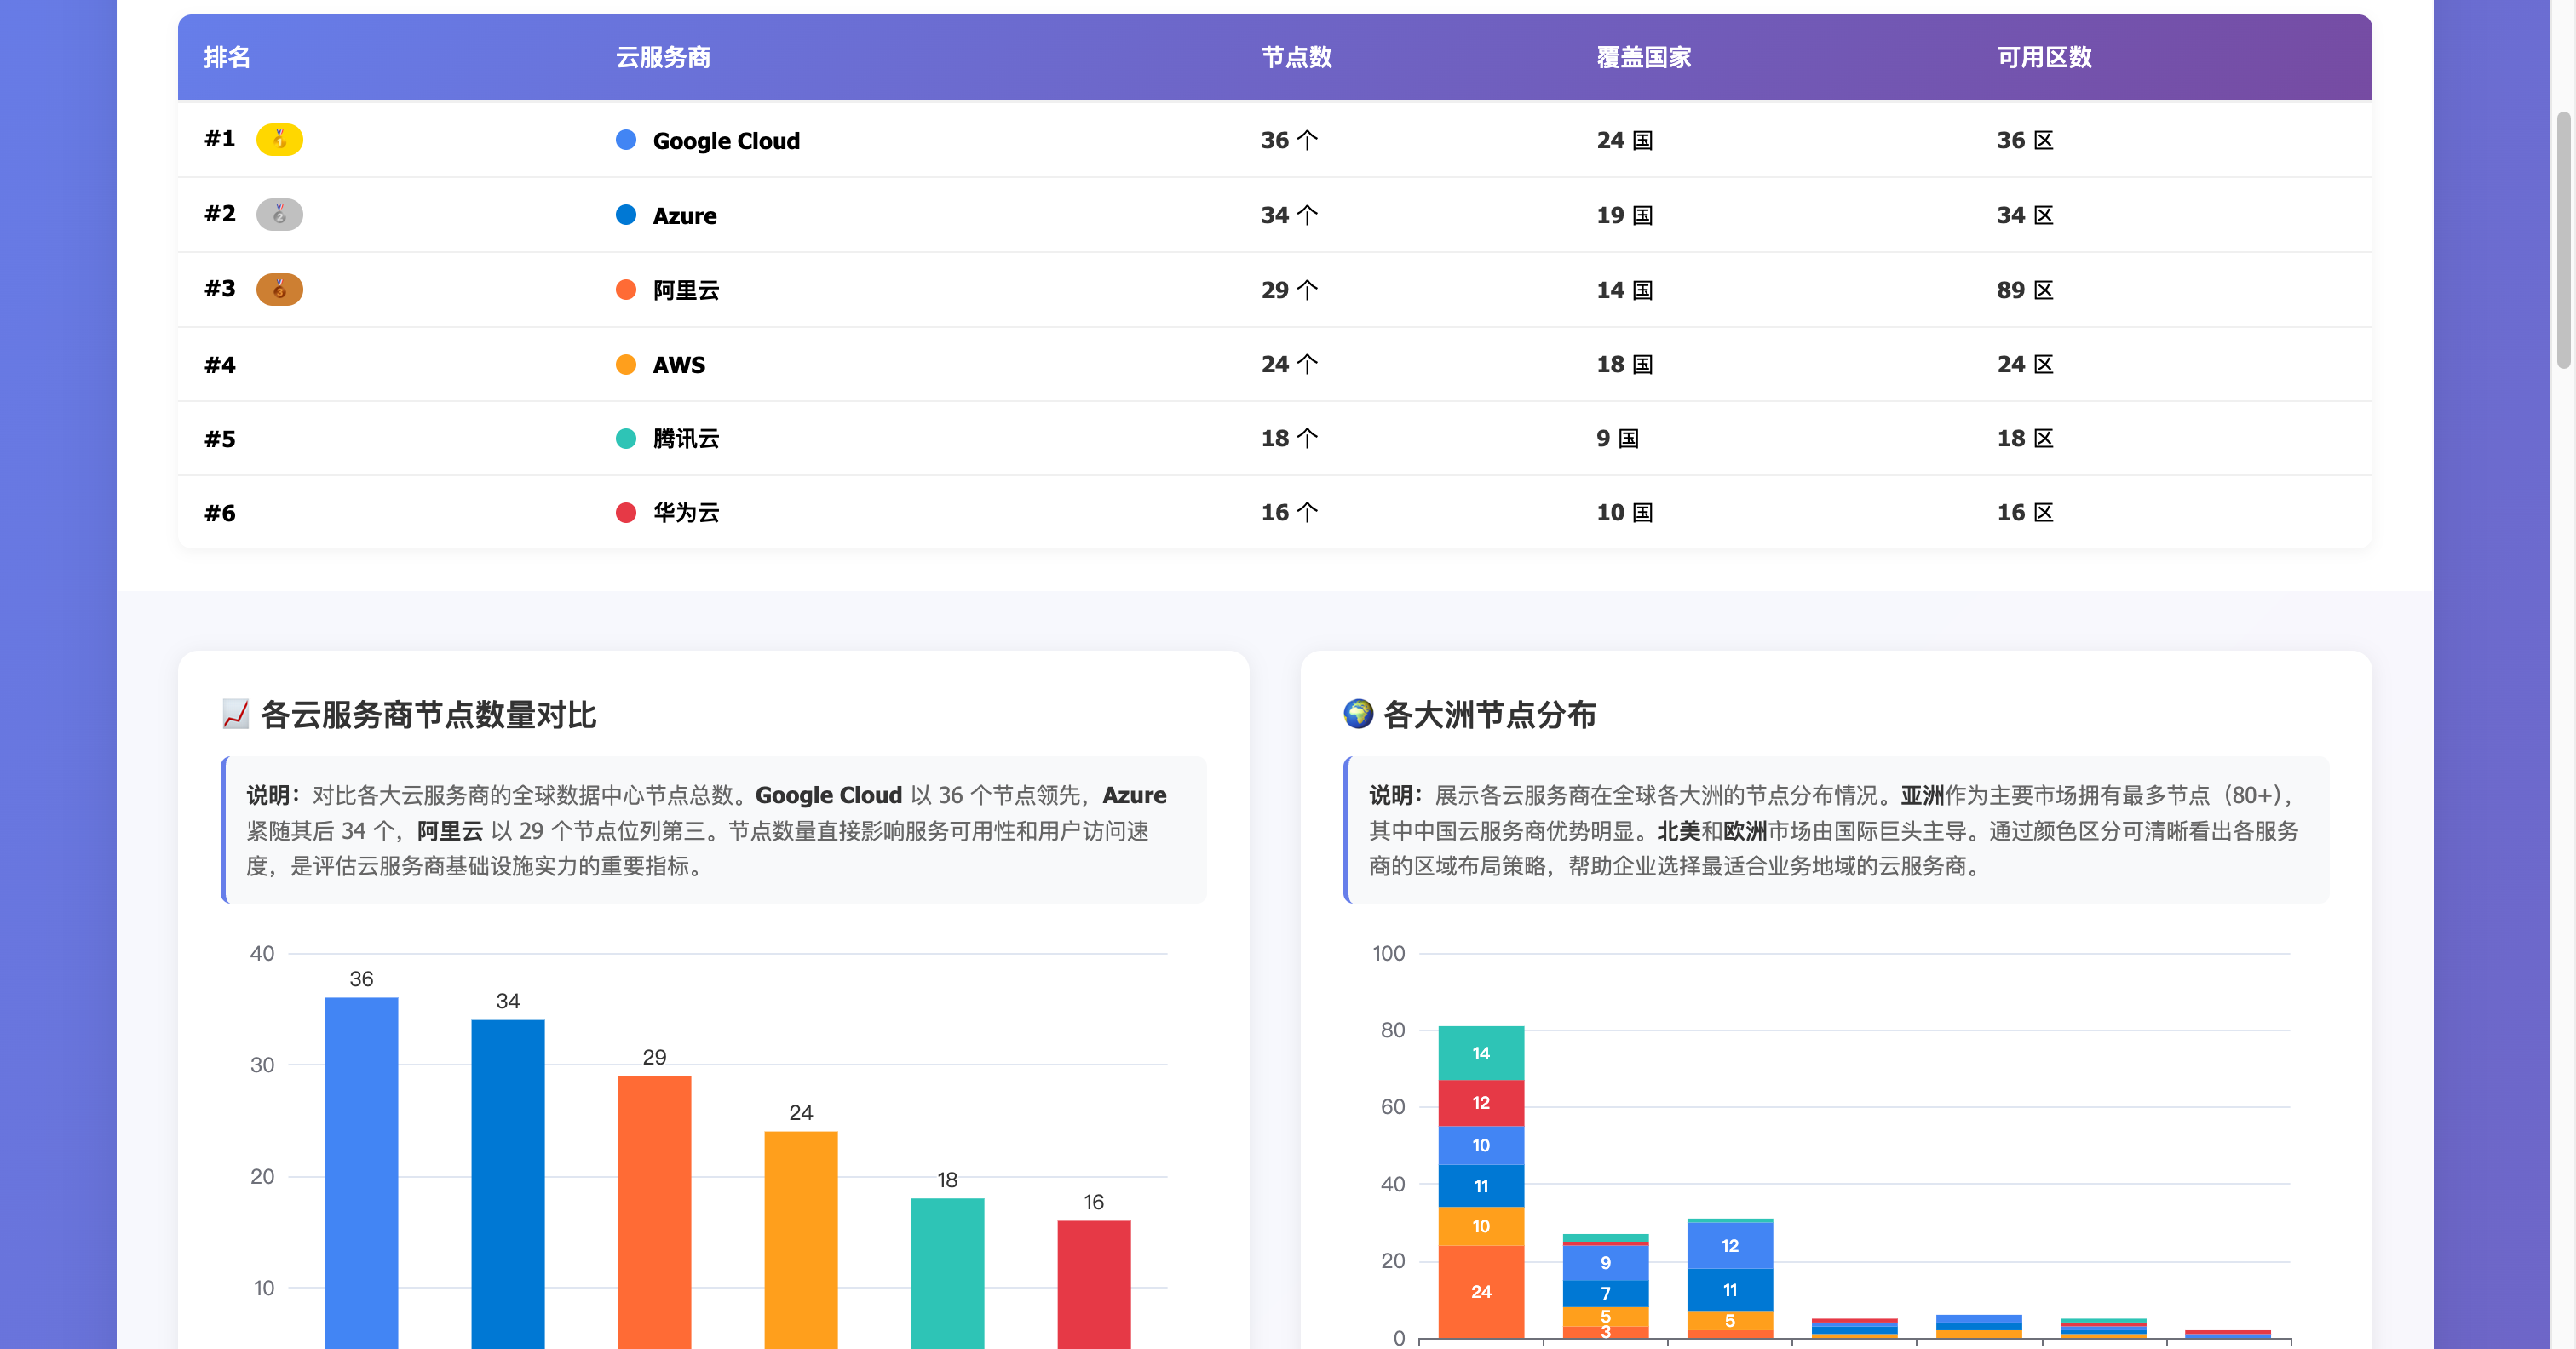 排名 云服务商 节点数 覆盖国家 可用区数
#1 Google Cloud 36 个 24 国 36 区
#2 Azure 34 个 19 国 34 区
#3 阿里云 29 个 14 国 89 区
#4 AWS 24 个 18 国 24 区
#5 腾讯云 18 个 9 国 18 区
#6 华为云 16 个 10 国 16 区
各云服务商节点数量对比
说明：对比各大云服务商的全球数据中心节点总数。Google Cloud 以 36 个节点领先，Azure
紧随其后 34 个，阿里云 以 29 个节点位列第三。节点数量直接影响服务可用性和用户访问速
度，是评估云服务商基础设施实力的重要指标。
40
30
20
10
36
34
29
24
18
16
各大洲节点分布
说明：展示各云服务商在全球各大洲的节点分布情况。亚洲作为主要市场拥有最多节点（80+），
其中中国云服务商优势明显。北美和欧洲市场由国际巨头主导。通过颜色区分可清晰看出各服务
商的区域布局策略，帮助企业选择最适合业务地域的云服务商。
100
80
60
40
20
0
14
12
10
11
10
24
9
7
5
3
12
11
5